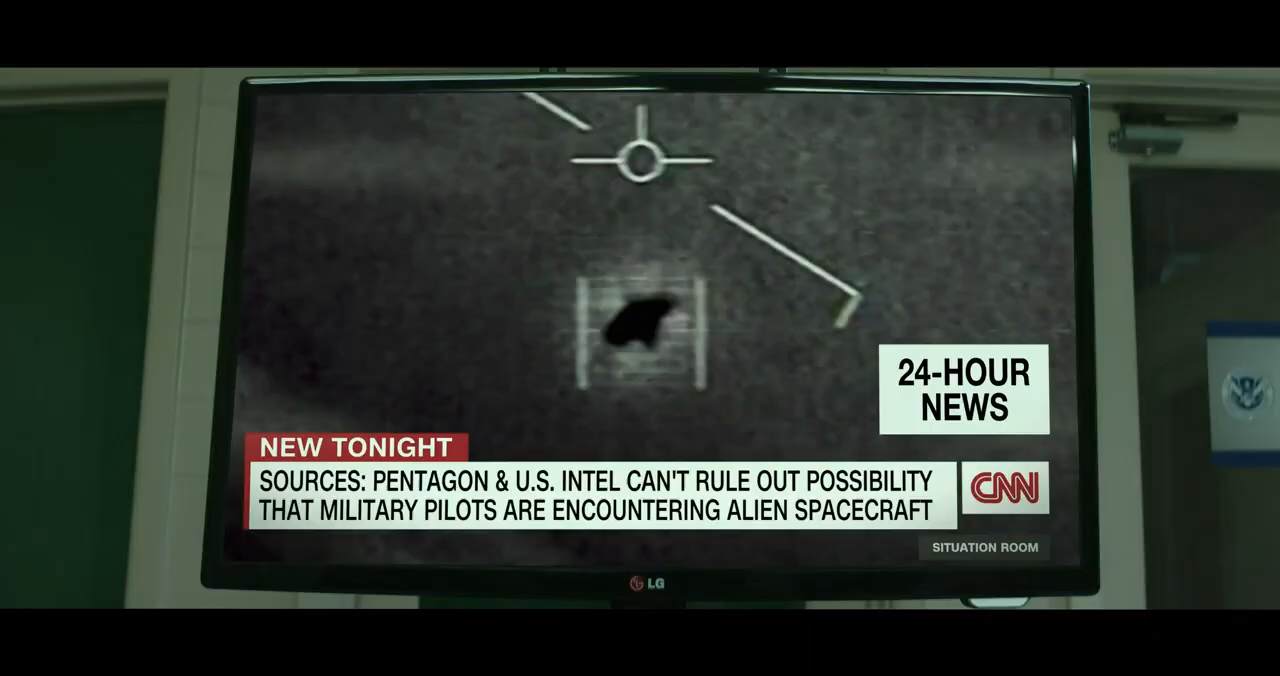 24-HOUR
NEWS
NEW TONIGHT
SOURCES: PENTAGON & U.S. INTEL CAN'T RULE OUT POSSIBILITY
THAT MILITARY PILOTS ARE ENCOUNTERING ALIEN SPACECRAFT
CNN
SITUATION ROOM
LG